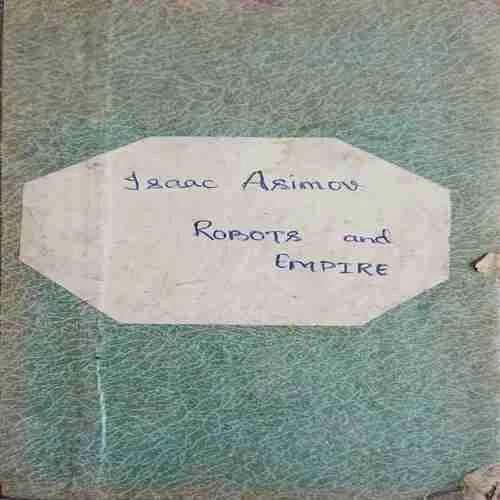 Isaac Asimov
ROBOTS and
EMPIRE